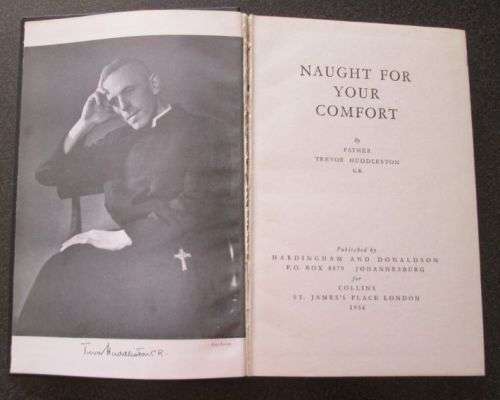 Trevor Huddleston C.R.
NAUGHT FOR
YOUR
COMFORT
By
FATHER
TREVOR HUDDLESTON
C.R.
Published by
HARDINGHAM AND DONALDSON
P.O. BOX 8879 JOHANNESBURG
for
COLLINS
ST. JAMES'S PLACE LONDON
1956